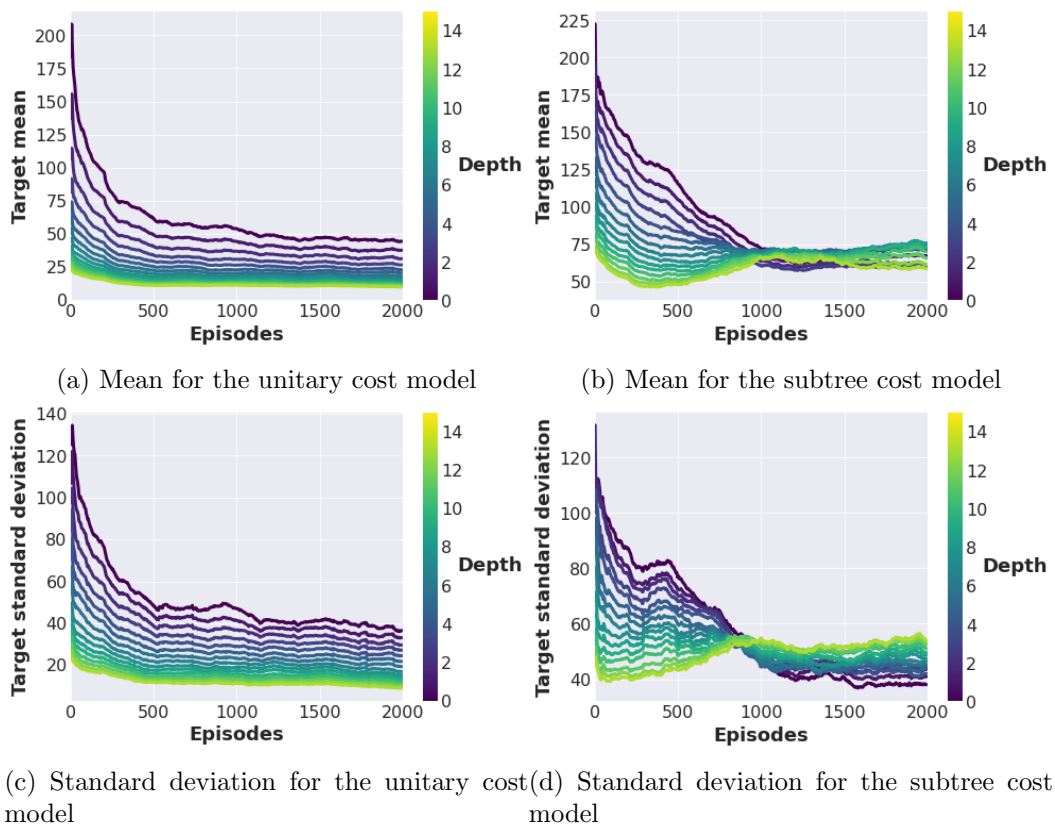 200
175
150
125
100
75
50
25
0
Target mean
0 500 1000 1500 2000
Episodes
14
12
10
8
6
4
2
0
Depth
225
200
175
150
125
100
75
50
Target mean
0 500 1000 1500 2000
Episodes
14
12
10
8
6
4
2
0
Depth
(a) Mean for the unitary cost model
(b) Mean for the subtree cost model
140
120
100
80
60
40
20
Target standard deviation
0 500 1000 1500 2000
Episodes
14
12
10
8
6
4
2
0
Depth
120
100
80
60
40
Target standard deviation
0 500 1000 1500 2000
Episodes
14
12
10
8
6
4
2
0
Depth
(c) Standard deviation for the unitary cost
model
(d) Standard deviation for the subtree cost
model